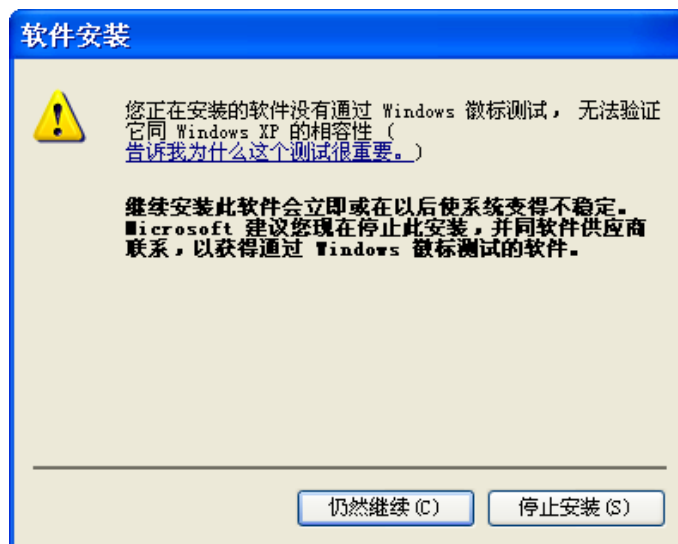 软件安装
您正在安装的软件没有通过 Windows 徽标测试, 无法验证
它同 Windows XP 的相容性 (
告诉我为什么这个测试很重要。)
继续安装此软件会立即或在以后使系统变得不稳定。
Microsoft 建议您现在停止此安装，并同软件供应商
联系，以获得通过 Windows 徽标测试的软件。
仍然继续(C)
停止安装(S)